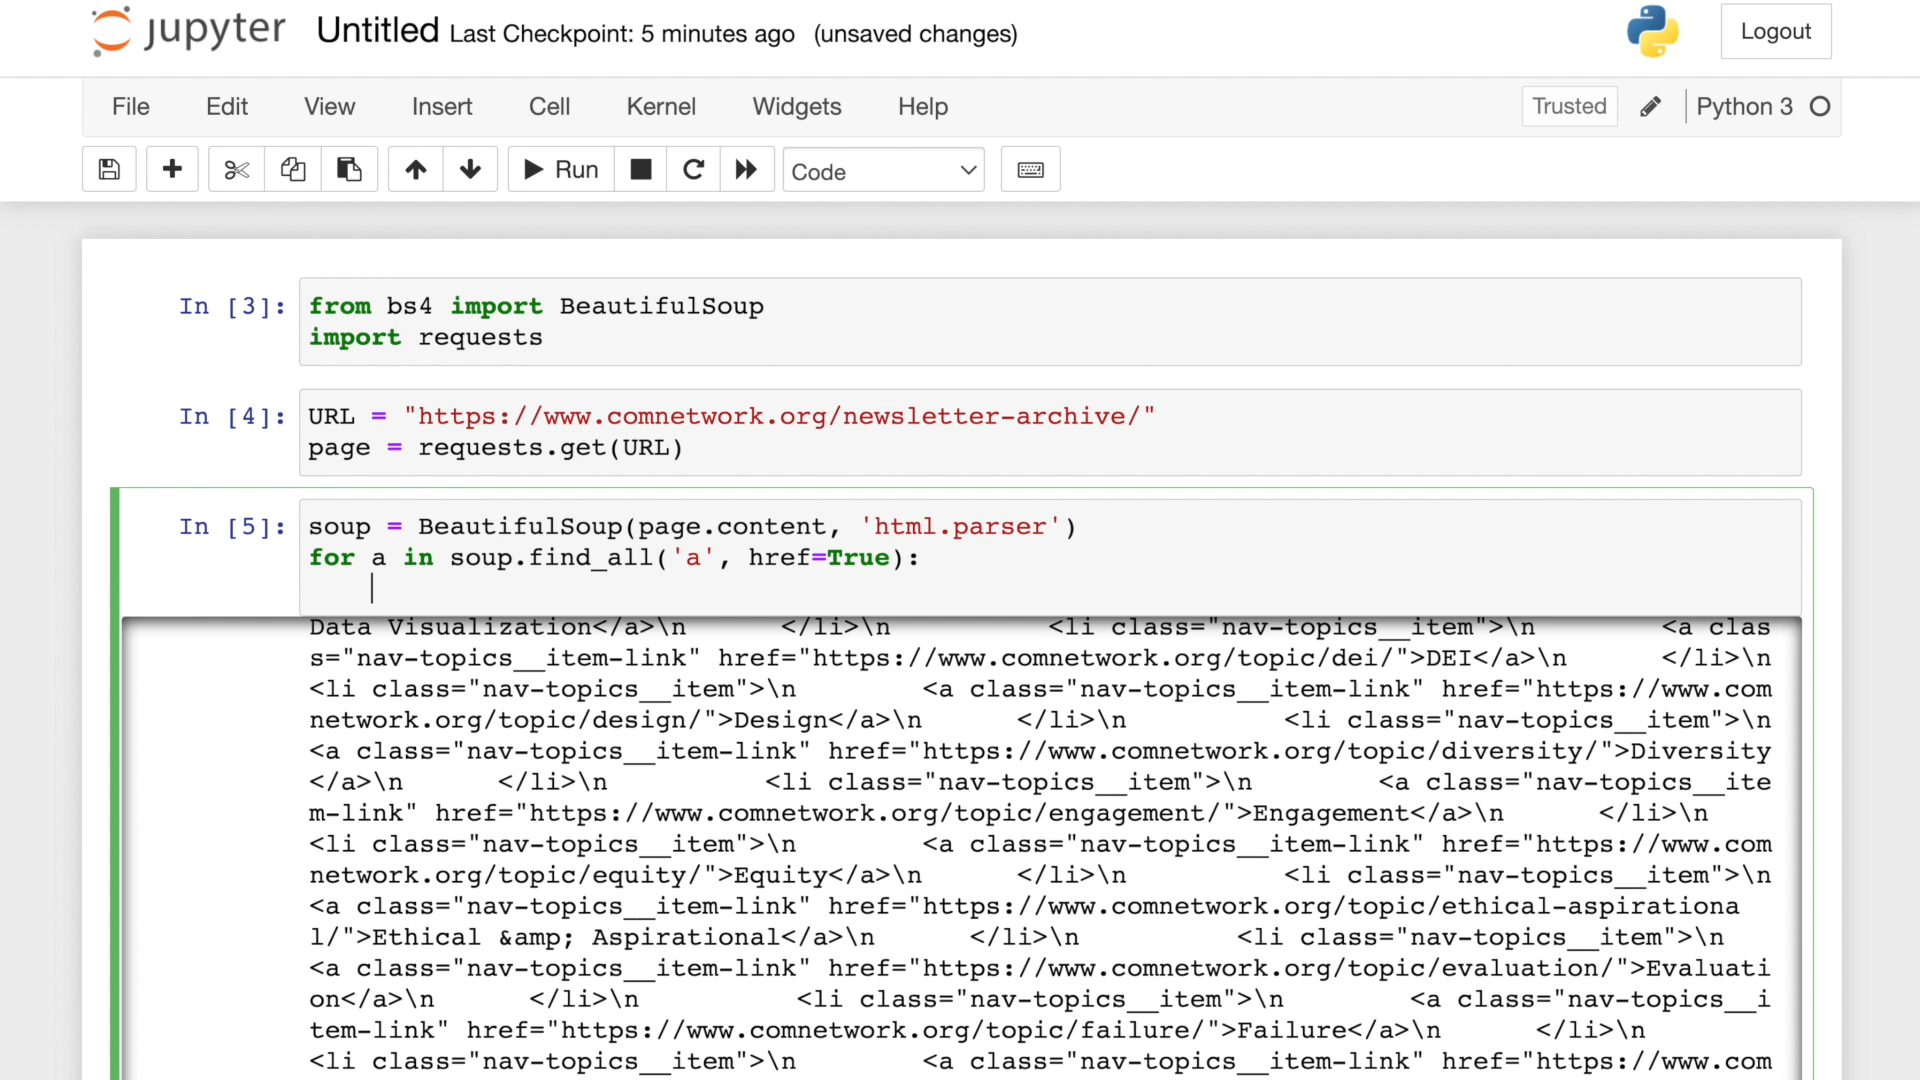 jupyter Untitled Last Checkpoint: 5 minutes ago (unsaved changes) Logout
File Edit View Insert Cell Kernel Widgets Help Trusted Python 3
Run Code
In [3]: from bs4 import BeautifulSoup
import requests
In [4]: URL = "https://www.comnetwork.org/newsletter-archive/"
page = requests.get(URL)
In [5]: soup = BeautifulSoup(page.content, 'html.parser')
for a in soup.find_all('a', href=True):
Data Visualization</a>\n </li>\n <li class="nav-topics__item">\n <a clas
s="nav-topics__item-link" href="https://www.comnetwork.org/topic/dei/">DEI</a>\n </li>\n
<li class="nav-topics__item">\n <a class="nav-topics__item-link" href="https://www.com
network.org/topic/design/">Design</a>\n </li>\n <li class="nav-topics__item">\n
<a class="nav-topics__item-link" href="https://www.comnetwork.org/topic/diversity/">Diversity
</a>\n </li>\n <li class="nav-topics__item">\n <a class="nav-topics__ite
m-link" href="https://www.comnetwork.org/topic/engagement/">Engagement</a>\n </li>\n
<li class="nav-topics__item">\n <a class="nav-topics__item-link" href="https://www.com
network.org/topic/equity/">Equity</a>\n </li>\n <li class="nav-topics__item">\n
<a class="nav-topics__item-link" href="https://www.comnetwork.org/topic/ethical-aspirationa
l/">Ethical &amp; Aspirational</a>\n </li>\n <li class="nav-topics__item">\n
<a class="nav-topics__item-link" href="https://www.comnetwork.org/topic/evaluation/">Evaluati
on</a>\n </li>\n <li class="nav-topics__item">\n <a class="nav-topics__i
tem-link" href="https://www.comnetwork.org/topic/failure/">Failure</a>\n </li>\n
<li class="nav-topics__item">\n <a class="nav-topics__item-link" href="https://www.com